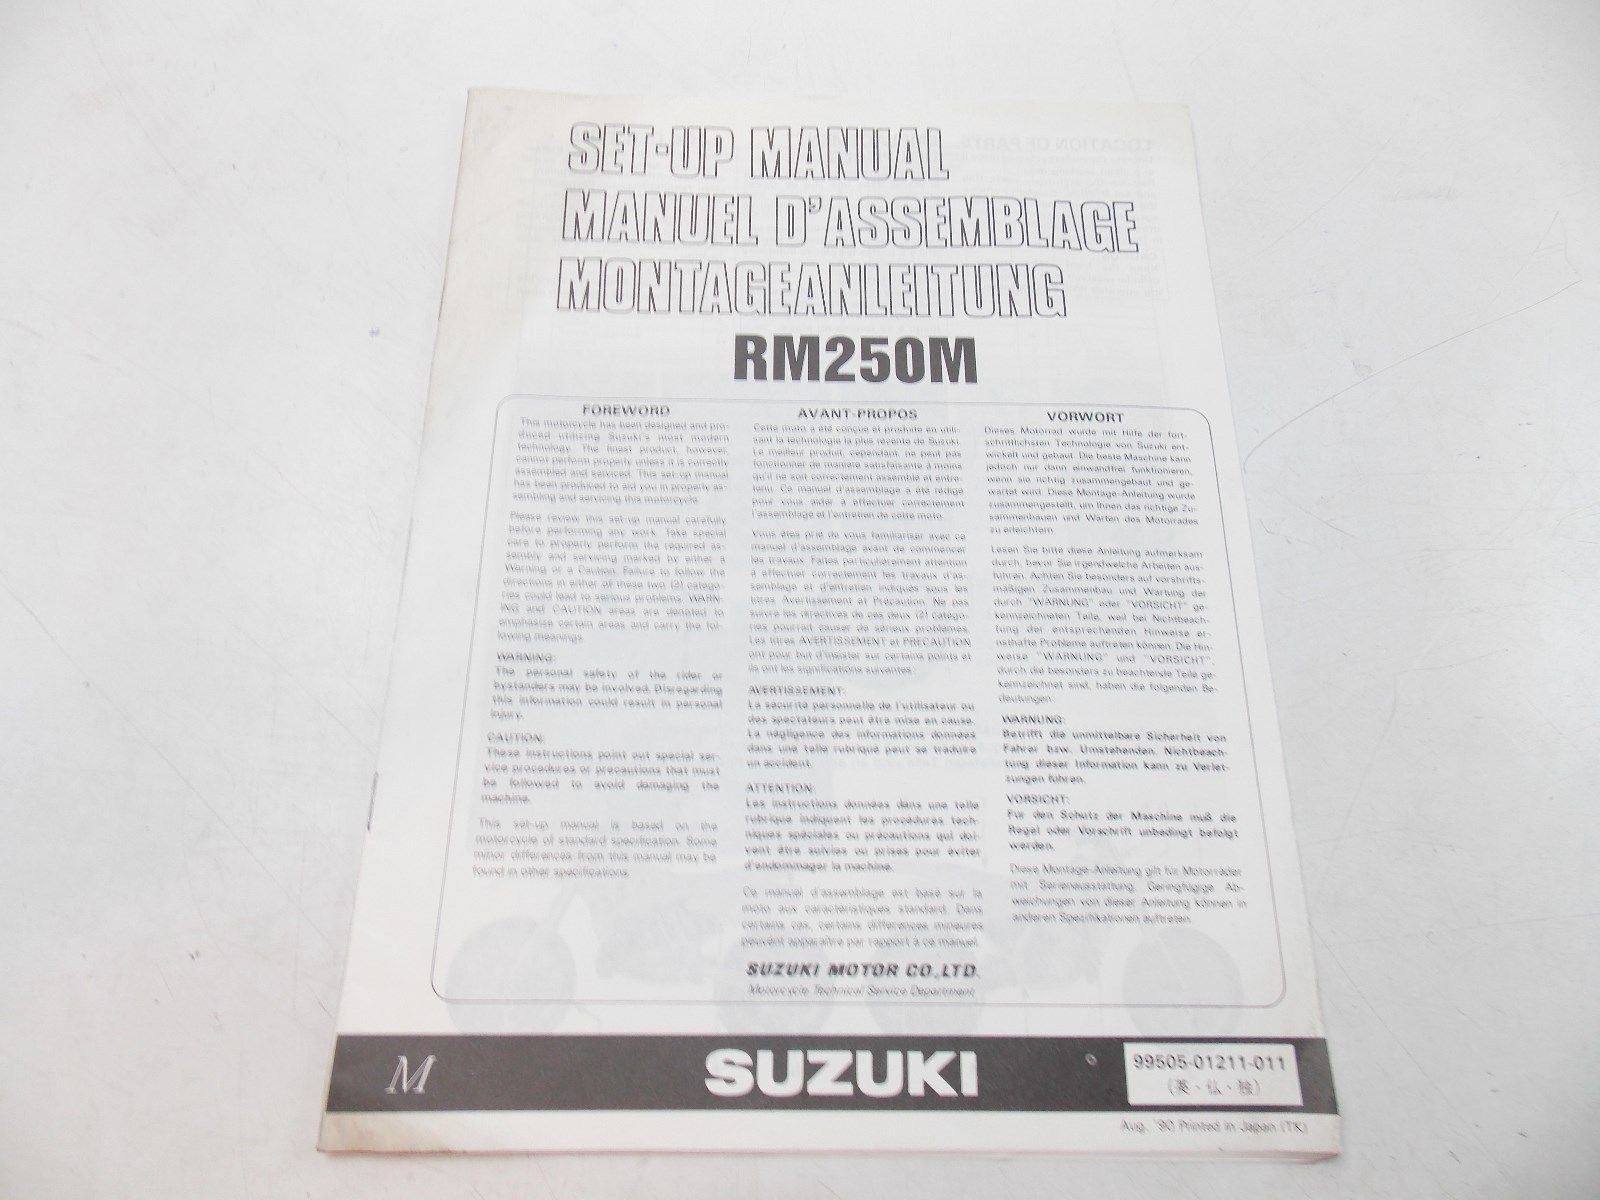 SET-UP MANUAL
MANUEL D'ASSEMBLAGE
MONTAGEANLEITUNG
RM250M
FOREWORD
This motorcycle has been designed and pro-
duced utilizing Suzuki's most modern
technology. The finest product, however,
cannot perform properly unless it is correctly
assembled and serviced. This set-up manual
has been produced to aid you in properly as-
sembling and servicing this motorcycle.
Please review this set-up manual carefully
before performing any work. Take special
care to properly perform the required as-
sembly and servicing marked by either a
Warning or a Caution. Failure to follow the
directions in either of these two (2) catego-
ries could lead to serious problems. WARN-
ING and CAUTION areas are denoted to
emphasize certain areas and carry the fol-
lowing meanings.
WARNING:
The personal safety of the rider or
bystanders may be involved. Disregarding
this information could result in personal
injury.
CAUTION:
These instructions point out special ser-
vice procedures or precautions that must
be followed to avoid damaging the
machine.
This set-up manual is based on the
motorcycle of standard specification. Some
minor differences from this manual may be
found in other specifications.
AVANT-PROPOS
Cette moto a été conçue et produite en utili-
sant la technologie la plus récente de Suzuki.
Le meilleur produit, cependant, ne peut pas
fonctionner de manière satisfaisante à moins
qu'il ne soit correctement assemblé et entre-
tenu. Ce manuel d'assemblage a été rédigé
pour vous aider à effectuer correctement
l'assemblage et l'entretien de cette moto.
Vous êtes prié de vous familiariser avec ce
manuel d'assemblage avant de commencer
les travaux. Faites particulièrement attention
à effectuer correctement les travaux d'as-
semblage et d'entretien indiqués sous les
titres Avertissement et Précaution. Ne pas
suivre les directives de ces deux (2) catégo-
ries pourrait causer de sérieux problèmes.
Les titres AVERTISSEMENT et PRECAUTION
ont pour but d'insister sur certains points et
ils ont les significations suivantes:
AVERTISSEMENT:
La sécurité personnelle de l'utilisateur ou
des spectateurs peut être mise en cause.
La négligence des informations données
dans une telle rubrique peut se traduire
un accident.
ATTENTION:
Les instructions données dans une telle
rubrique indiquent les procédures tech-
niques spéciales ou précautions qui doi-
vent être suivies ou prises pour éviter
d'endommager la machine.
Ce manuel d'assemblage est basé sur la
moto aux caractéristiques standard. Dans
certains cas, certains différences mineures
peuvent apparaître par rapport à ce manuel.
SUZUKI MOTOR CO.,LTD.
Motorcycle Technical Service Department
VORWORT
Dieses Motorrad wurde mit Hilfe der fort-
schrittlichsten Technologie von Suzuki ent-
wickelt und gebaut. Die beste Maschine kann
jedoch nur dann einwandfrei funktionieren,
wenn sie richtig zusammengebaut und ge-
wartet wird. Diese Montage-Anleitung wurde
zusammengestellt, um Ihnen das richtige Zu-
sammenbauen und Warten des Motorrades
zu erleichtern.
Lesen Sie bitte diese Anleitung aufmerksam
durch, bevor Sie irgendwelche Arbeiten aus-
führen. Achten Sie besonders auf vorschrifts-
mäßigen Zusammenbau und Wartung der
durch "WARNUNG" oder "VORSICHT" ge-
kennzeichneten Teile, weil bei Nichtbeach-
tung der entsprechenden Hinweise er-
nsthafte Probleme auftreten können. Die Hin-
weise "WARNUNG" und "VORSICHT",
durch die besonders zu beachtende Teile ge-
kennzeichnet sind, haben die folgenden Be-
deutungen:
WARNUNG:
Betrifft die unmittelbare Sicherheit von
Fahrer bzw. Umstehenden. Nichtbeach-
tung dieser Information kann zu Verlet-
zungen führen.
VORSICHT:
Für den Schutz der Maschine muß die
Regel oder Vorschrift unbedingt befolgt
werden.
Diese Montage-Anleitung gilt für Motorräder
mit Serienausstattung. Geringfügige Ab-
weichungen von dieser Anleitung können in
anderen Spezifikationen auftreten.
M
SUZUKI
99505-01211-011
(英・仏・独)
Aug. '90 Printed in Japan (TK)